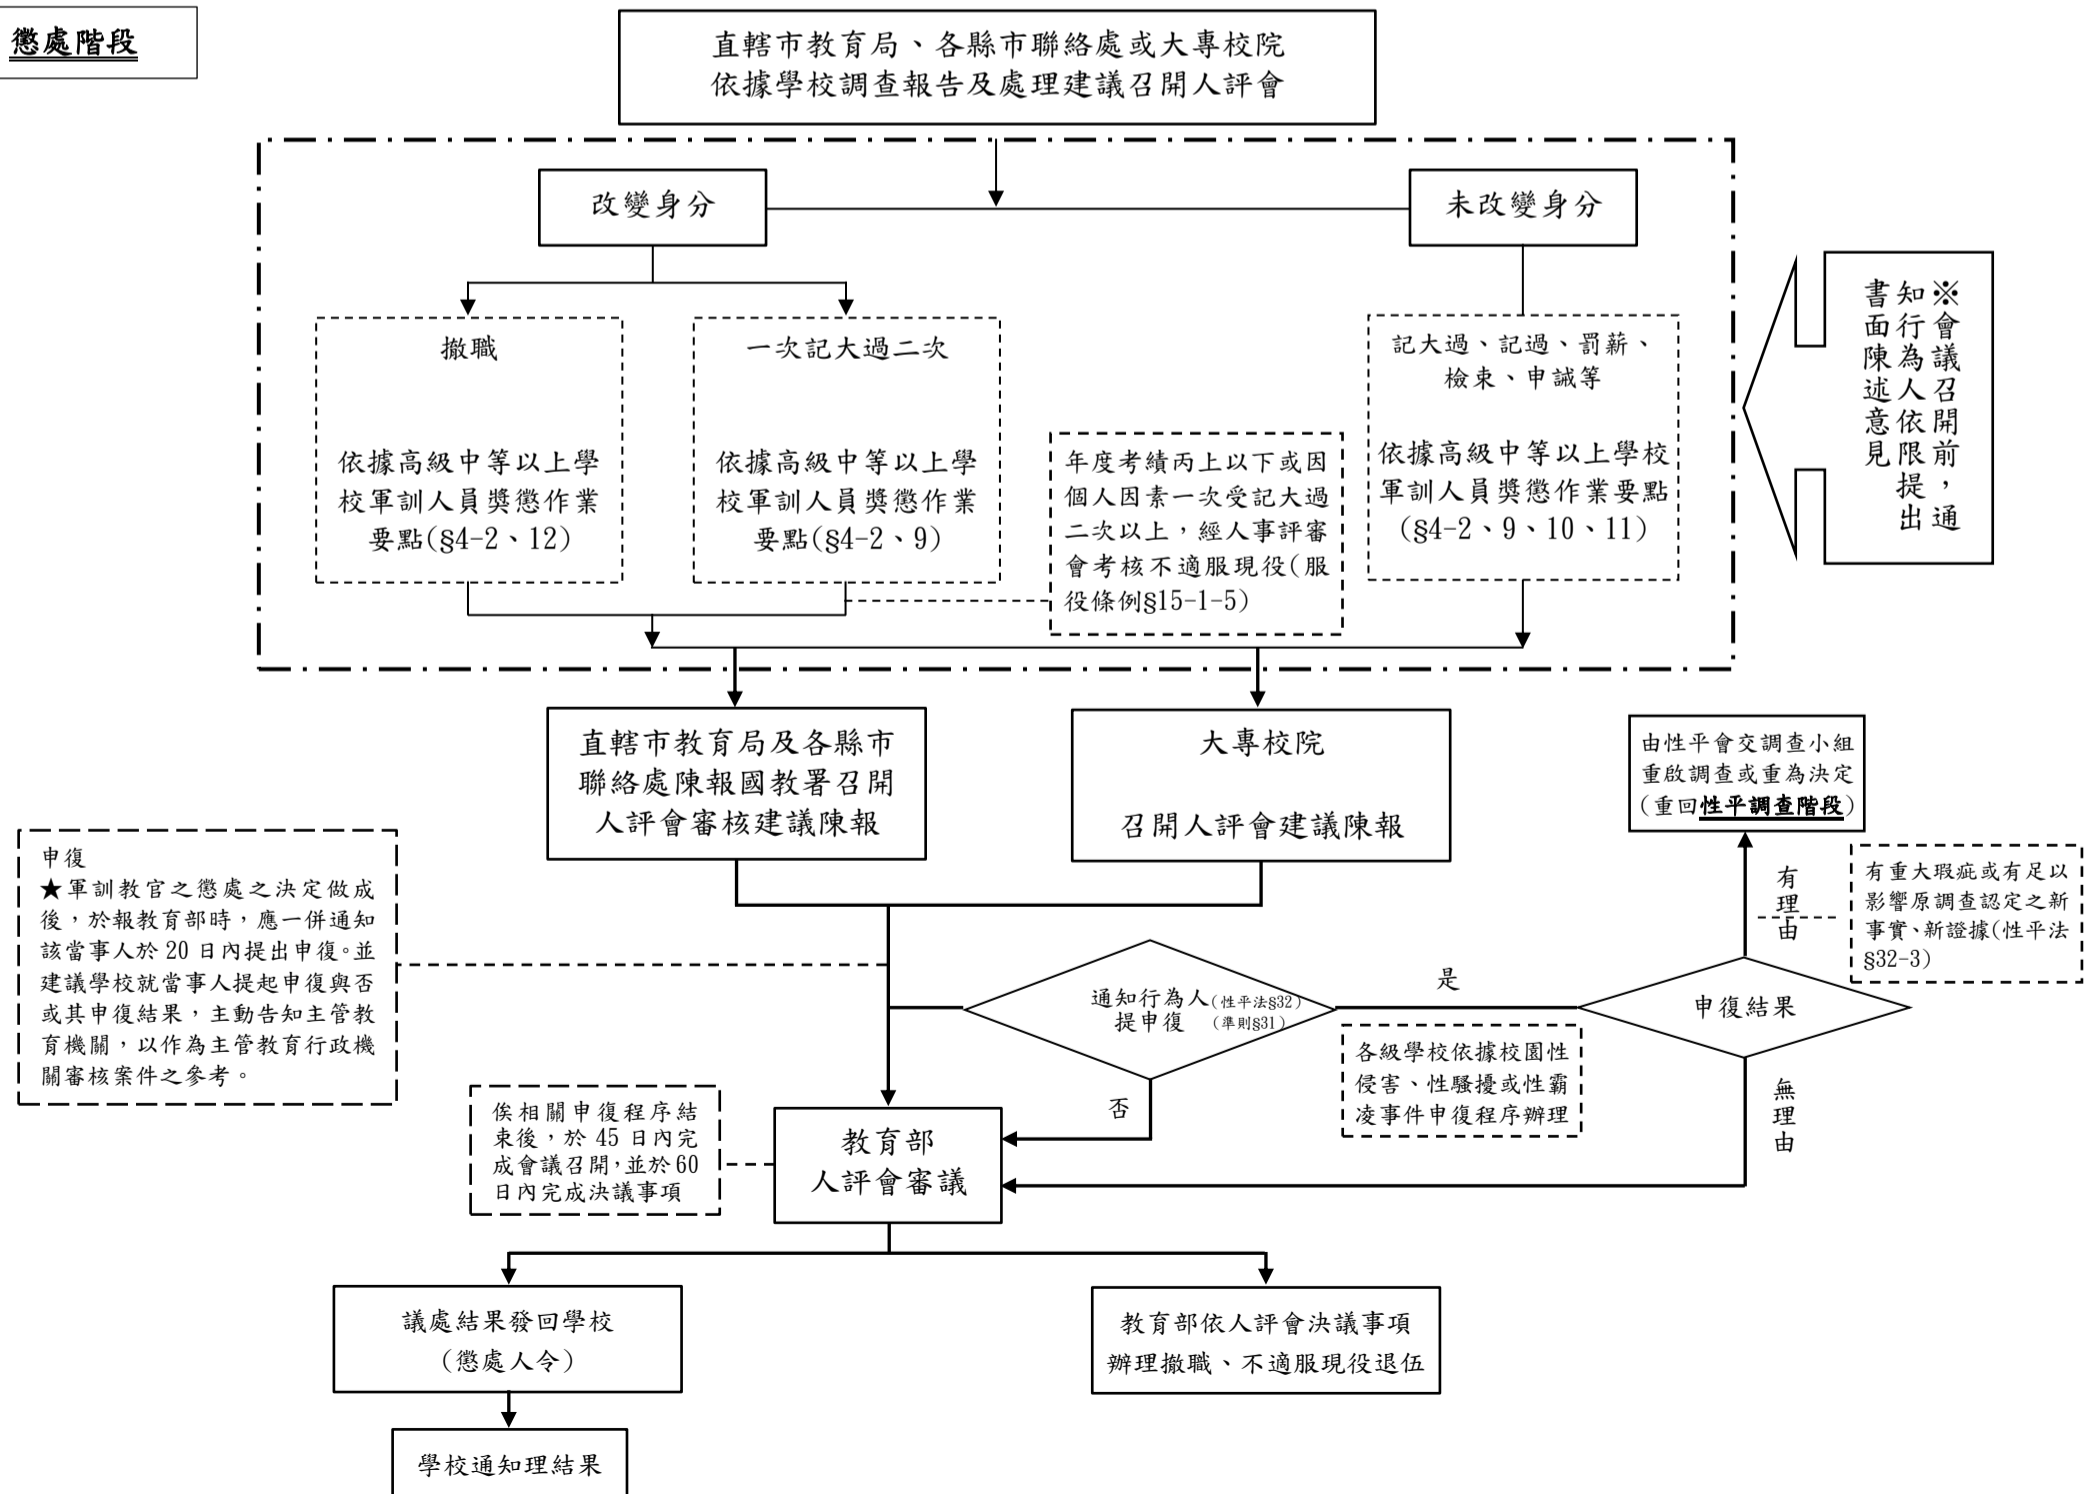 懲處階段
直轄市教育局、各縣市聯絡處或大專校院
依據學校調查報告及處理建議召開人評會
改變身分
未改變身分
撤職
依據高級中等以上學
校軍訓人員獎懲作業
要點(§4-2、12)
一次記大過二次
依據高級中等以上學
校軍訓人員獎懲作業
要點(§4-2、9)
年度考績丙上以下或因
個人因素一次受記大過
二次以上，經人事評審
會考核不適服現役(服
役條例§15-1-5)
記大過、記過、罰薪、
檢束、申誡等
依據高級中等以上學校
軍訓人員獎懲作業要點
(§4-2、9、10、11)
※會議召開前，通
知行為人依限提出
書面陳述意見
直轄市教育局及各縣市
聯絡處陳報國教署召開
人評會審核建議陳報
大專校院
召開人評會建議陳報
由性平會交調查小組
重啟調查或重為決定
(重回性平調查階段)
申復
★軍訓教官之懲處之決定做成
後，於報教育部時，應一併通知
該當事人於 20 日內提出申復。並
建議學校就當事人提起申復與否
或其申復結果，主動告知主管教
育機關，以作為主管教育行政機
關審核案件之參考。
有理由
有重大瑕疵或有足以
影響原調查認定之新
事實、新證據(性平法
§32-3)
通知行為人(性平法§32)
提申復 (準則§31)
是
申復結果
各級學校依據校園性
侵害、性騷擾或性霸
凌事件申復程序辦理
否
無理由
俟相關申復程序結
束後，於 45 日內完
成會議召開，並於60
日內完成決議事項
教育部
人評會審議
議處結果發回學校
(懲處人令)
教育部依人評會決議事項
辦理撤職、不適服現役退伍
學校通知理結果